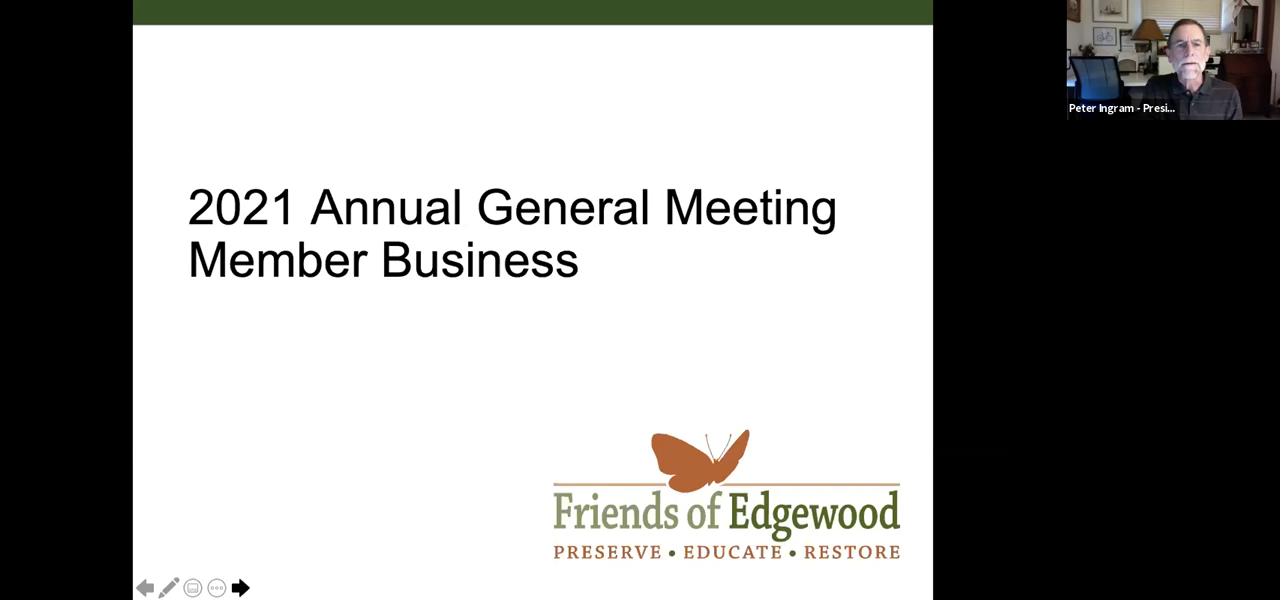 2021 Annual General Meeting
Member Business
Friends of Edgewood
PRESERVE • EDUCATE • RESTORE
Peter Ingram - Presi...